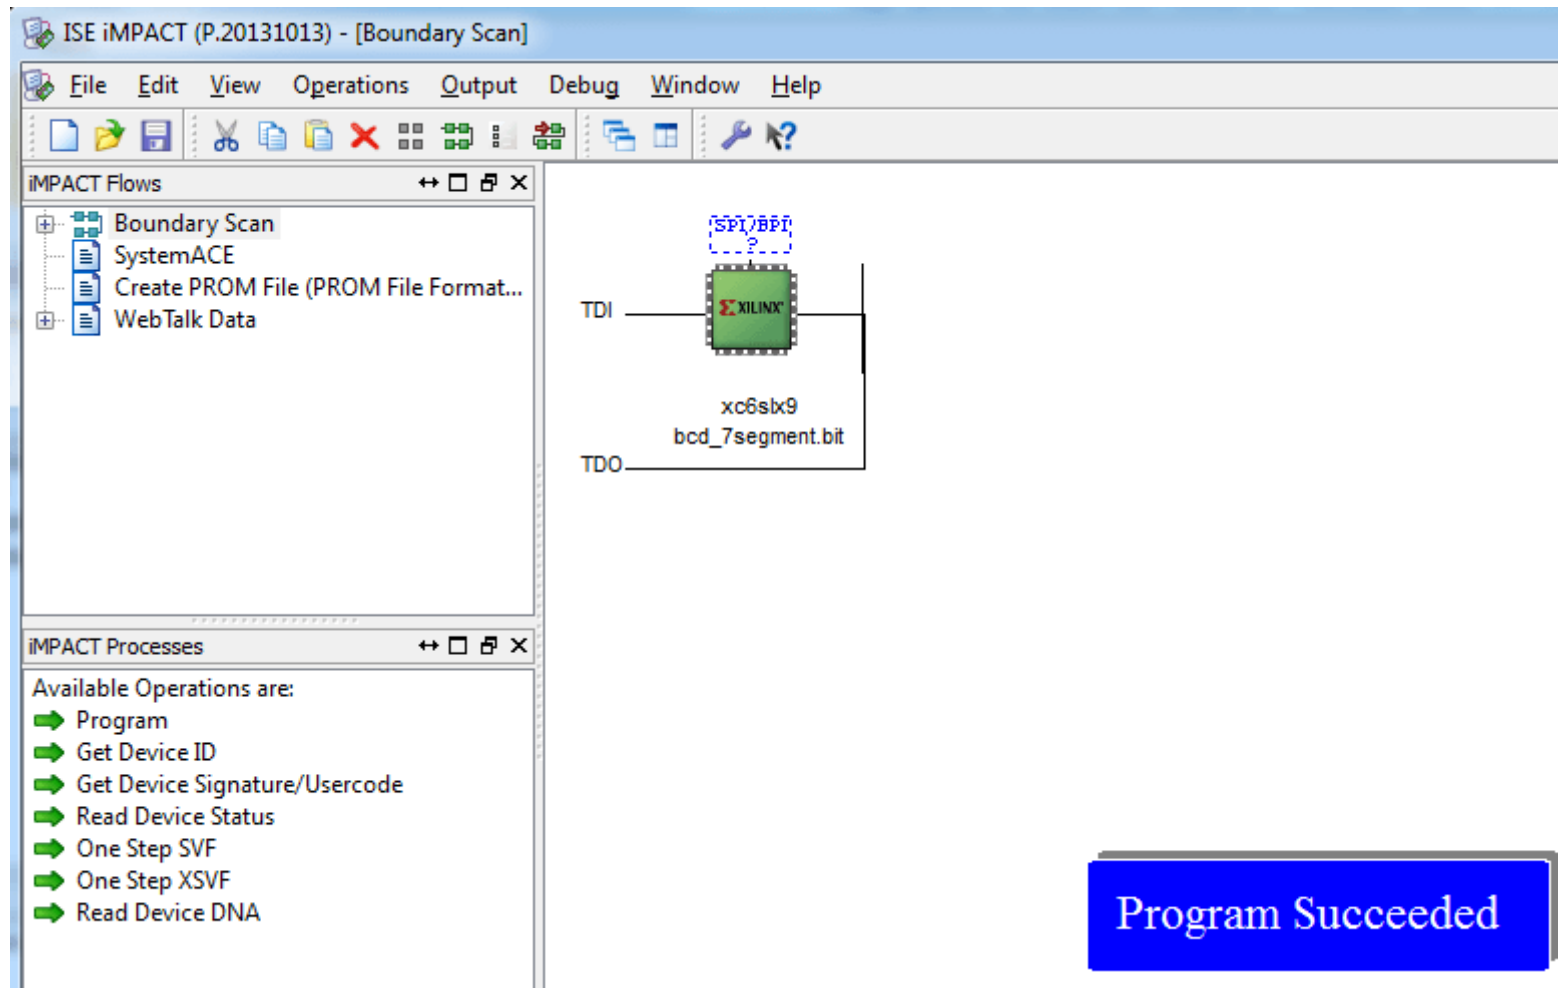 ISE iMPACT (P.20131013) - [Boundary Scan]
File Edit View Operations Output Debug Window Help
iMPACT Flows
Boundary Scan
SystemACE
Create PROM File (PROM File Format...
WebTalk Data
SPI/BPI
?
TDI
XILINX
xc6slx9
bcd_7segment.bit
TDO
iMPACT Processes
Available Operations are:
Program
Get Device ID
Get Device Signature/Usercode
Read Device Status
One Step SVF
One Step XSVF
Read Device DNA
Program Succeeded